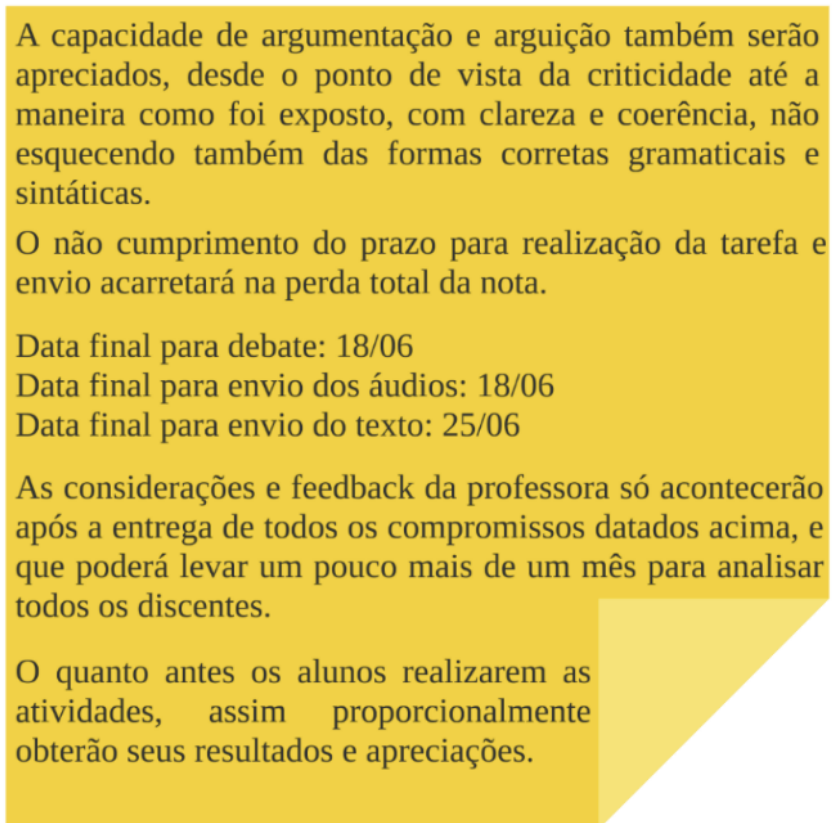 A capacidade de argumentação e arguição também serão
apreciados, desde o ponto de vista da criticidade até a
maneira como foi exposto, com clareza e coerência, não
esquecendo também das formas corretas gramaticais e
sintáticas.
O não cumprimento do prazo para realização da tarefa e
envio acarretará na perda total da nota.
Data final para debate: 18/06
Data final para envio dos áudios: 18/06
Data final para envio do texto: 25/06
As considerações e feedback da professora só acontecerão
após a entrega de todos os compromissos datados acima, e
que poderá levar um pouco mais de um mês para analisar
todos os discentes.
O quanto antes os alunos realizarem as
atividades, assim proporcionalmente
obterão seus resultados e apreciações.